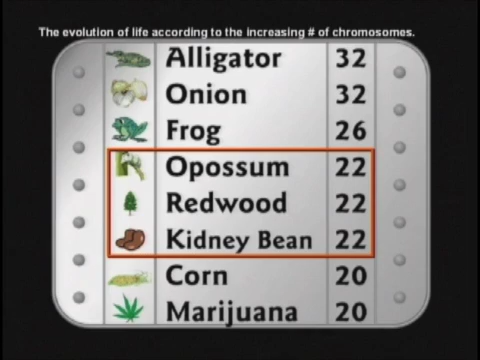 The evolution of life according to the increasing # of chromosomes.
Alligator 32
Onion 32
Frog 26
Opossum 22
Redwood 22
Kidney Bean 22
Corn 20
Marijuana 20